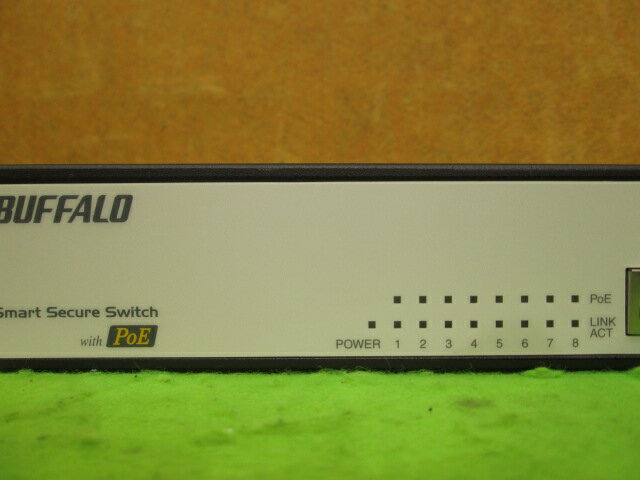 BUFFALO
Smart Secure Switch
with PoE
PoE
LINK
ACT
POWER 1 2 3 4 5 6 7 8